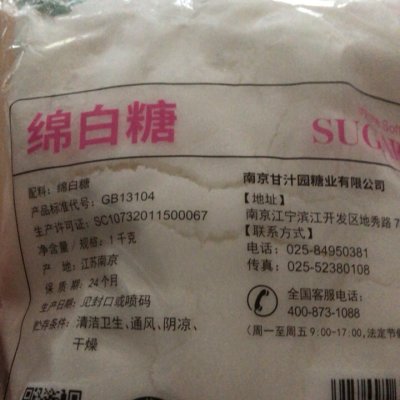 绵白糖
Soft
SUGAR
配料：绵白糖
产品标准代号：GB13104
生产许可证：SC10732011500067
净含量/规格：1千克
产 地：江苏南京
保 质 期：24个月
生产日期：见封口或喷码
贮存条件：清洁卫生、通风、阴凉、
干燥
南京甘汁园糖业有限公司
【地址】
南京江宁滨江开发区地秀路7
【联系方式】
电话：025-84950381
传真：025-52380108
全国客服电话：
400-873-1088
（周一至周五9:00-17:00,法定节